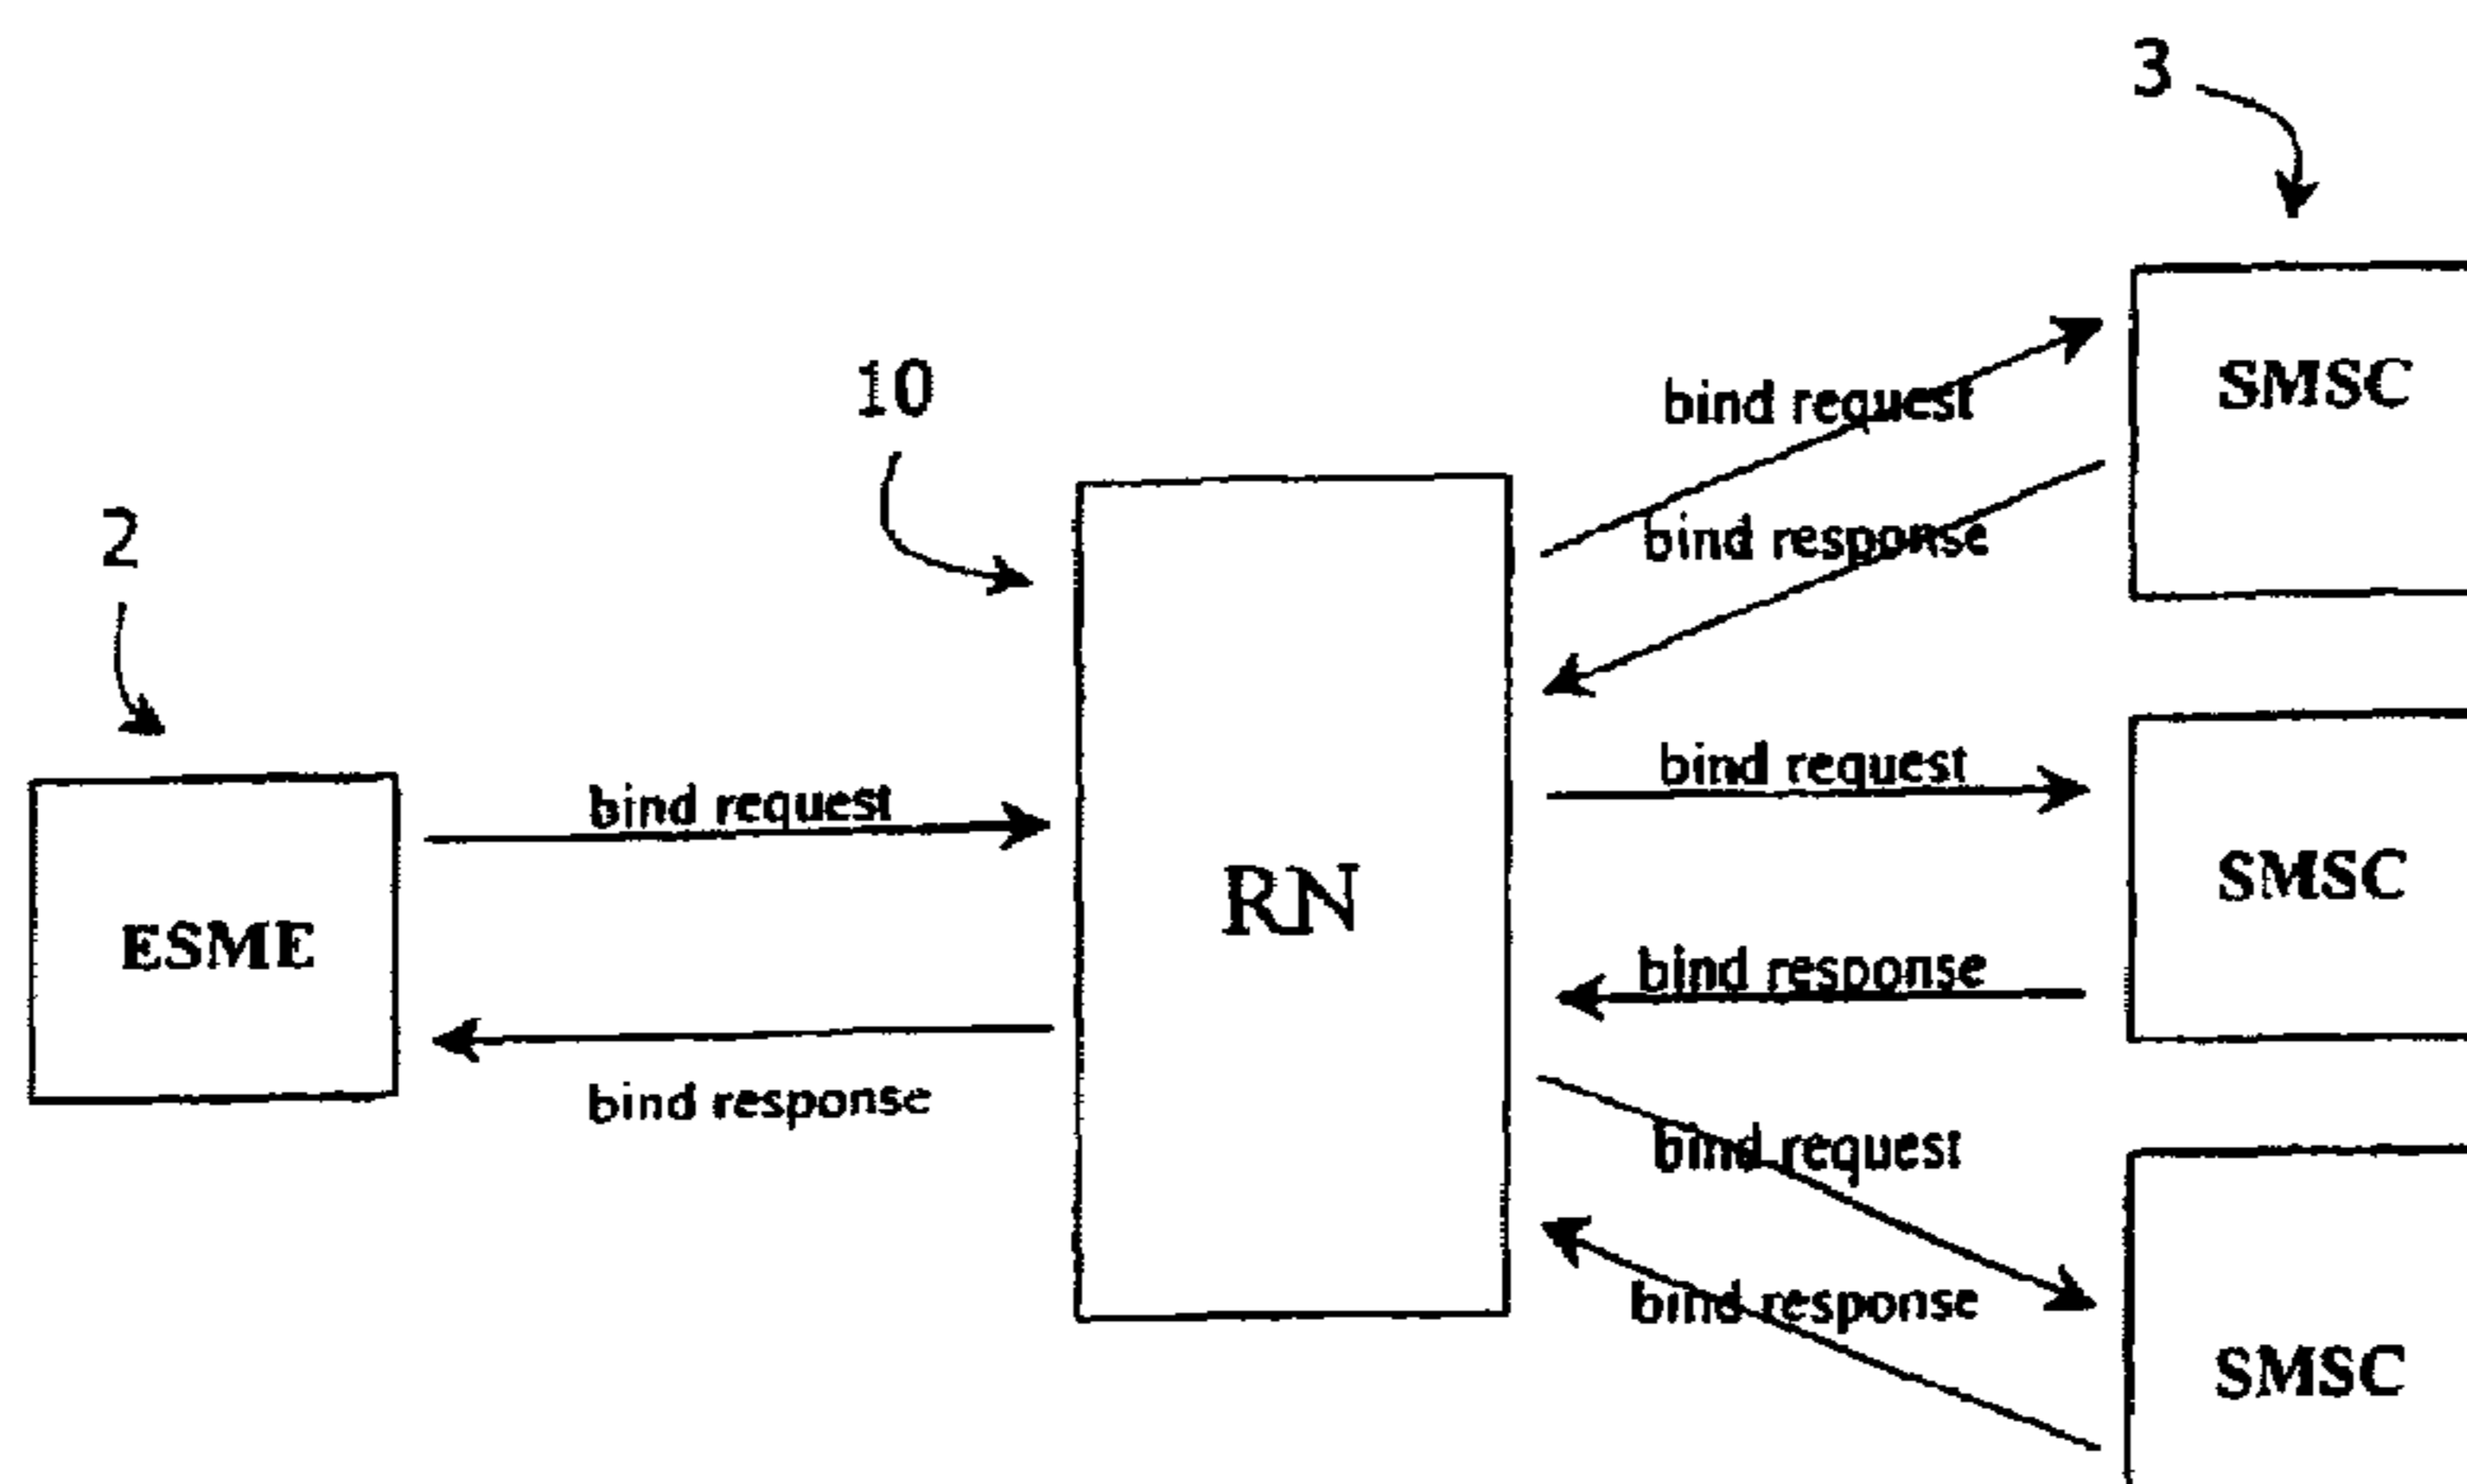 3
10
2
SMSC
bind request
bind response
bind request
bind request
SMSC
RN
ESME
bind response
bind response
bind request
bind response
SMSC